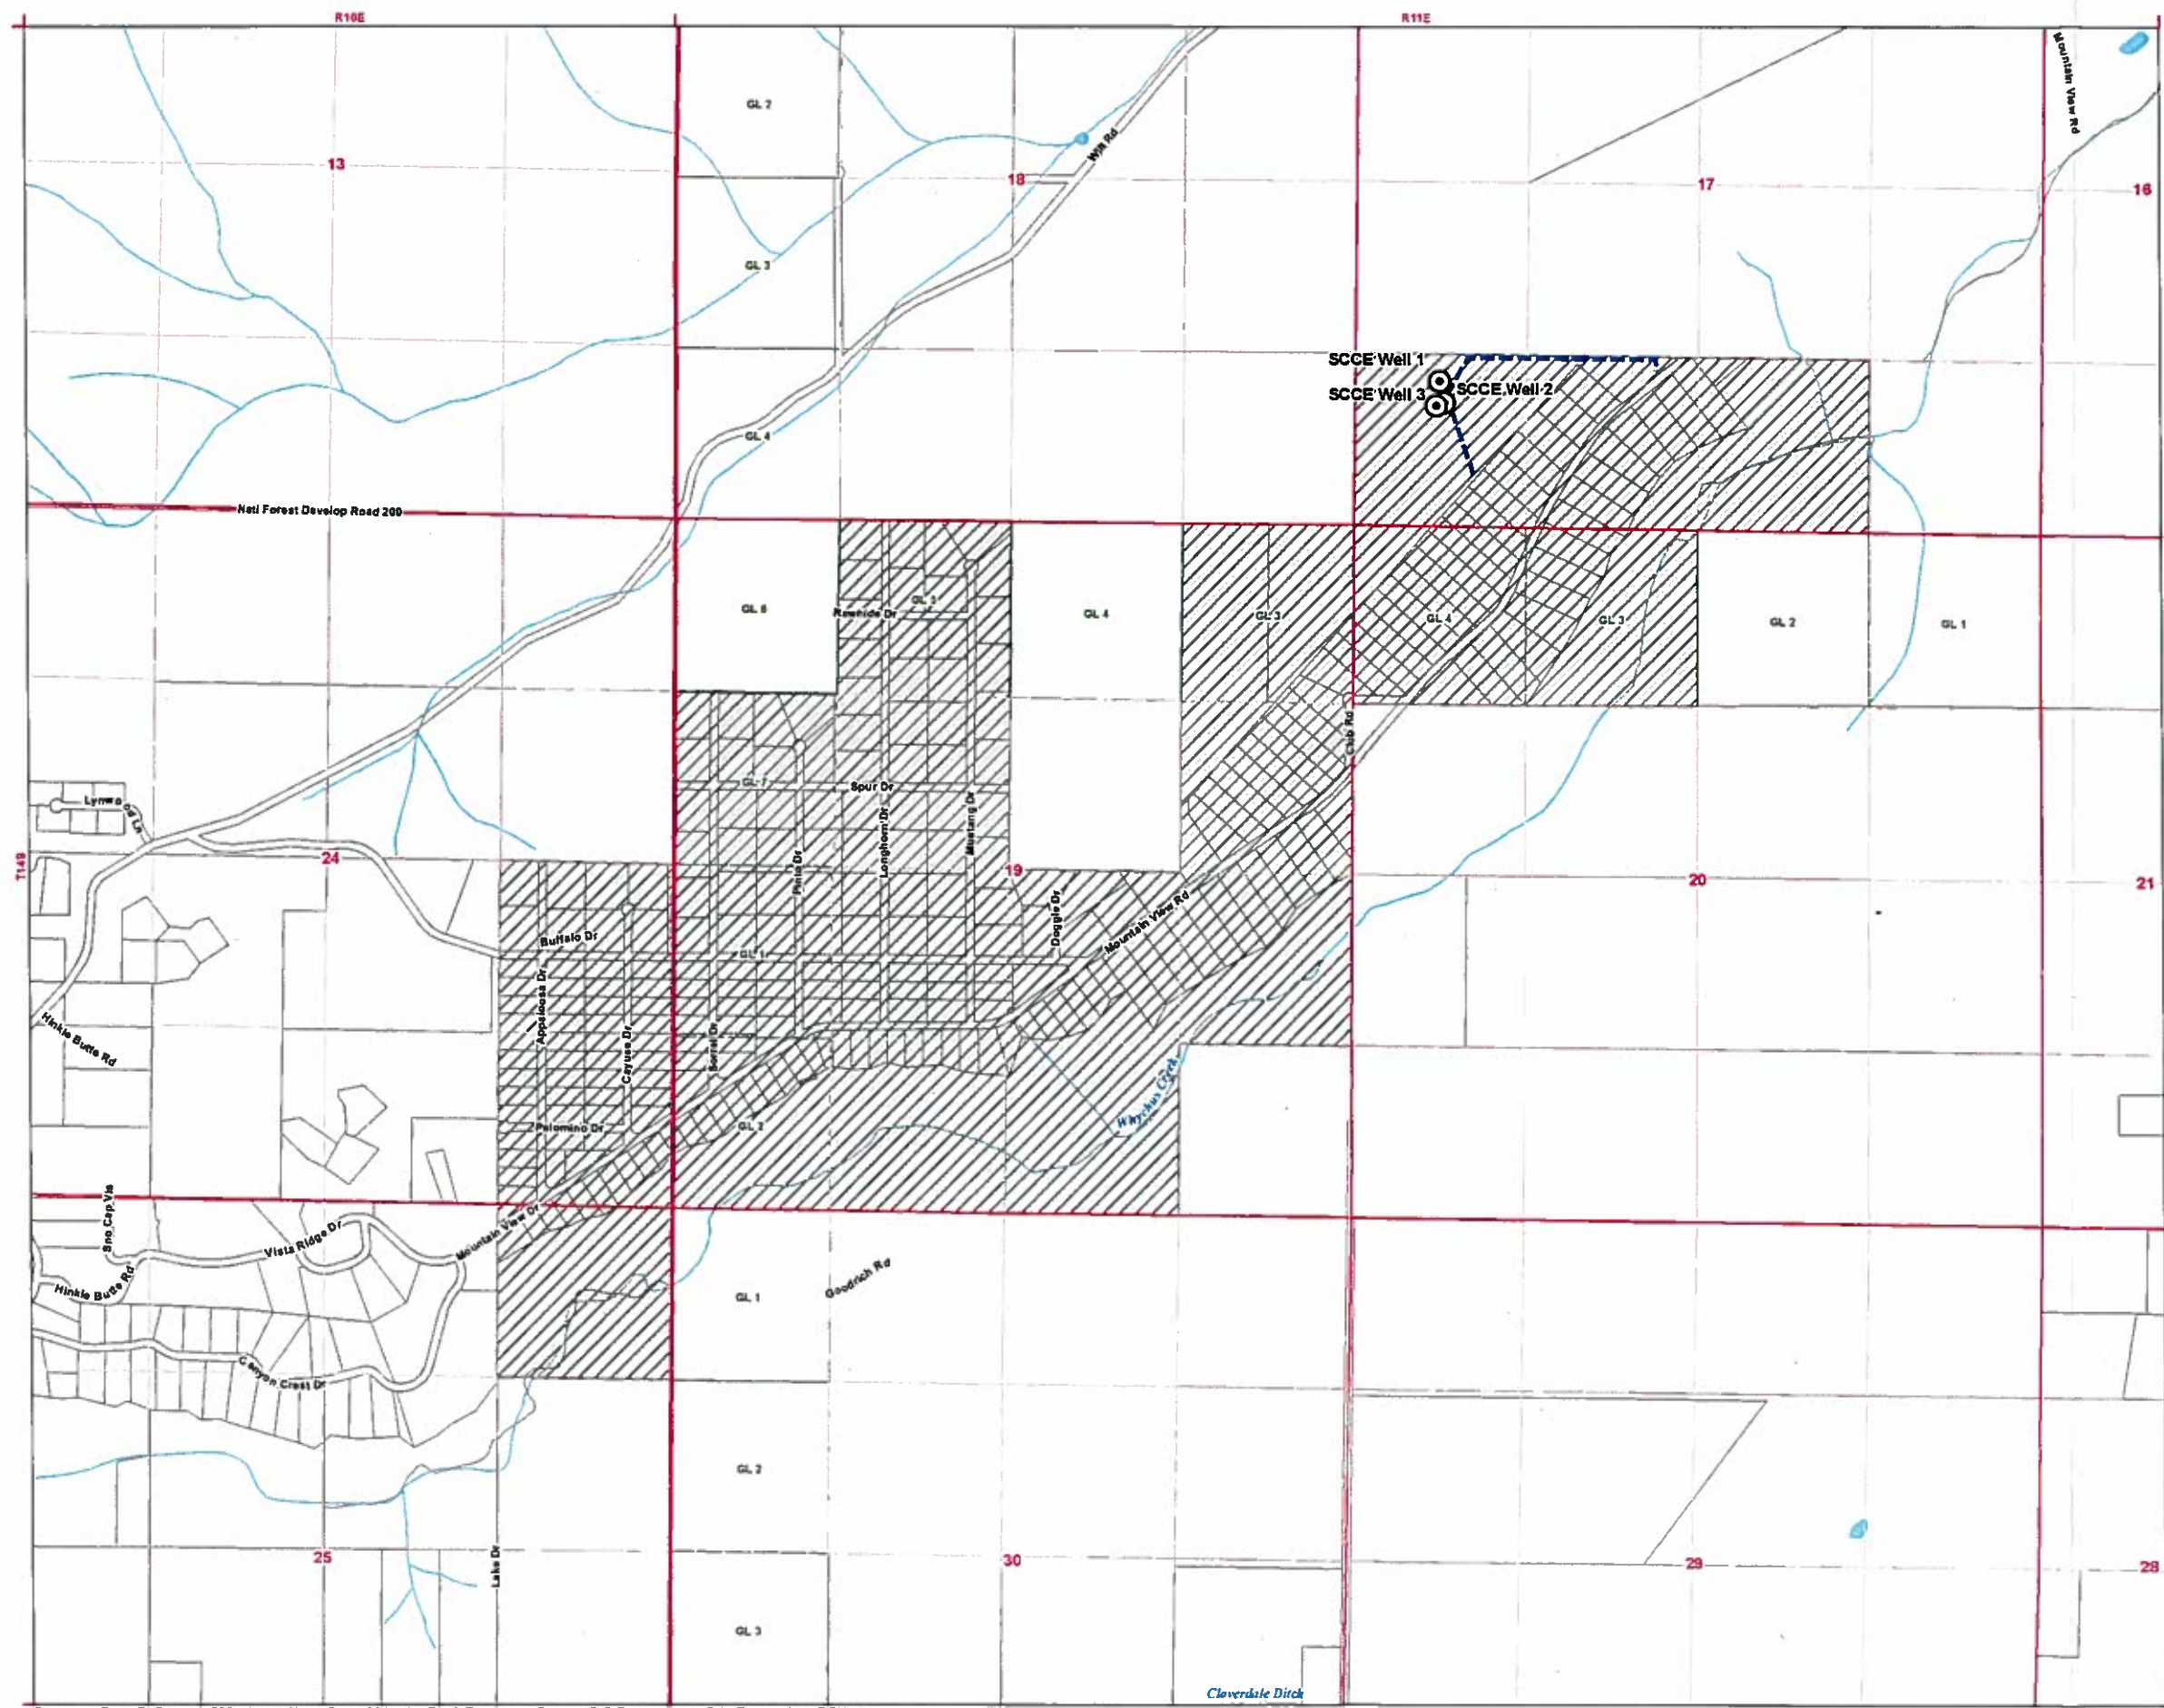 R10E
R11E
Mountain View Rd
GL 2
Will Rd
13
18
17
16
GL 3
SCCE Well 1
SCCE Well 2
SCCE Well 3
GL 4
Natl Forest Develop Road 200
GL 6
Rawhide Dr
GL 5
GL 4
GL 3
GL 4
GL 3
GL 2
GL 1
Club Rd
GL 7
Spur Dr
Lynwood Ln
Pinto Dr
Longhorn Dr
Mustang Dr
T14S
24
19
20
21
Buffalo Dr
GL 1
Doggie Dr
Mountain View Rd
Appaloosa Dr
Cayuse Dr
Sorrel Dr
Hinkle Butte Rd
Whychus Creek
Palomino Dr
GL 2
Sno Cap Vis
Vista Ridge Dr
Mountain View Dr
Hinkle Butte Rd
GL 1
Goodrich Rd
Canyon Crest Dr
GL 2
25
Lake Dr
30
29
28
GL 3
Cloverdale Ditch